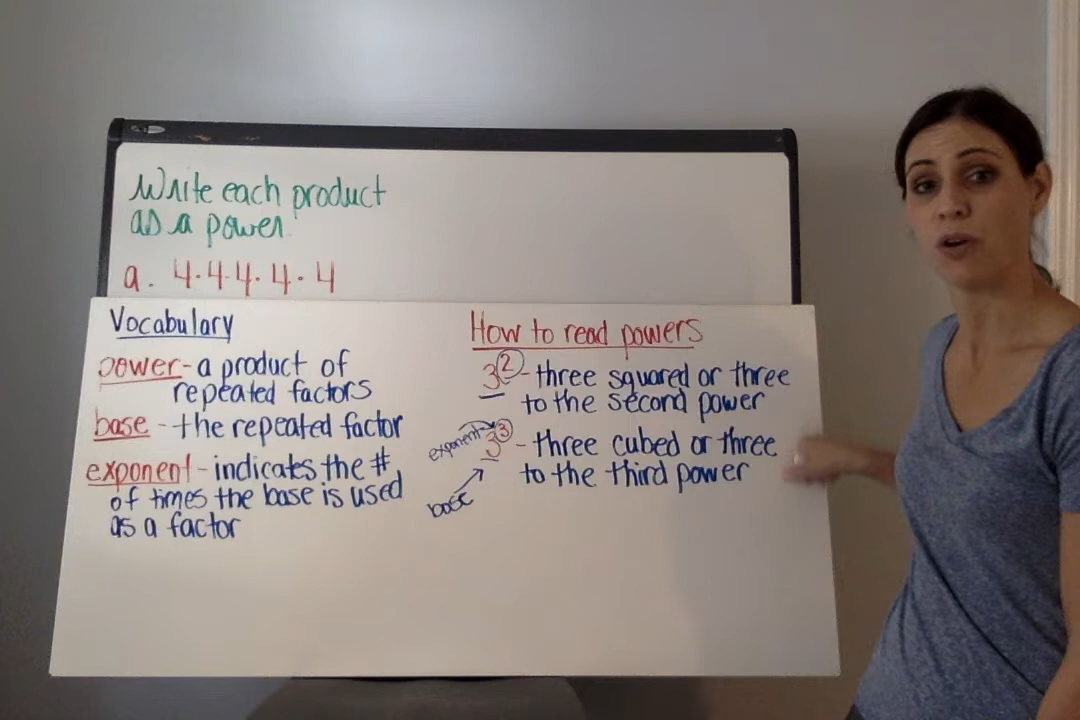 Write each product
as a power.
a. 4·4·4·4·4
Vocabulary
power - a product of
repeated factors
base - the repeated factor
exponent - indicates the #
of times the base is used
as a factor
How to read powers
3² - three squared or three
to the second power
exponent
3³ - three cubed or three
to the third power
base